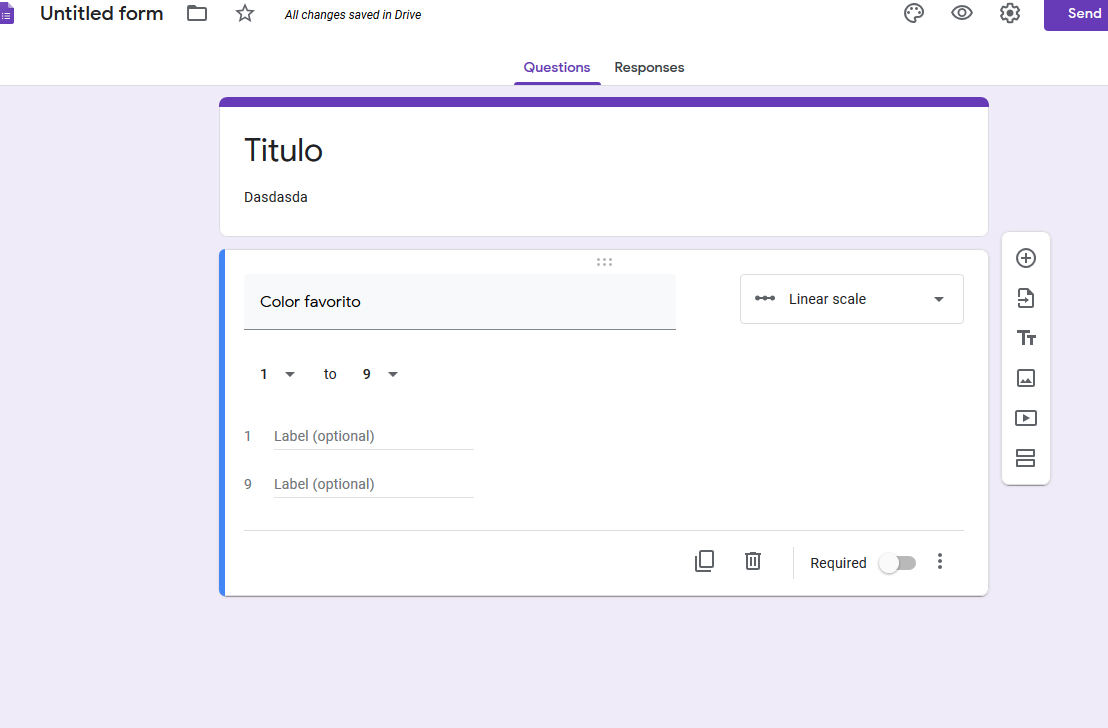 Untitled form
All changes saved in Drive
Send
Questions Responses
Titulo
Dasdasda
Color favorito
Linear scale
1 to 9
1 Label (optional)
9 Label (optional)
Required